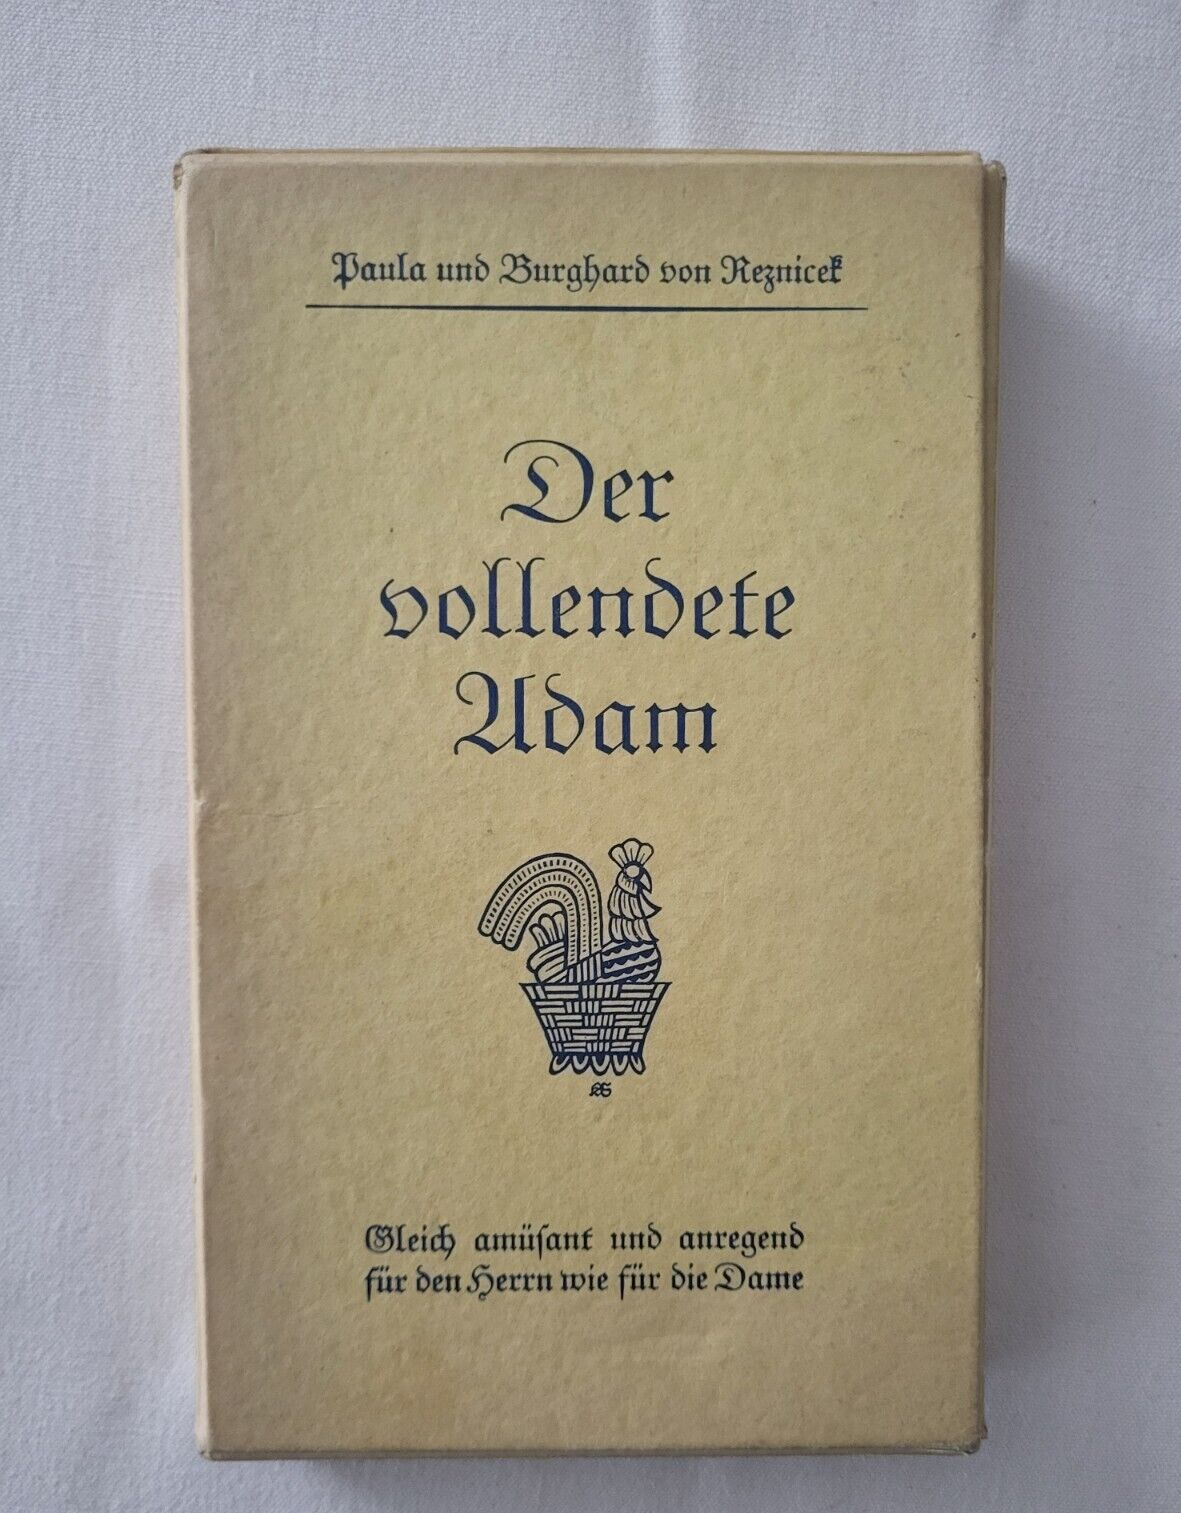 Paula und Burghard von Reznicek
Der
vollendete
Adam
Gleich amüſant und anregend
für den Herrn wie für die Dame